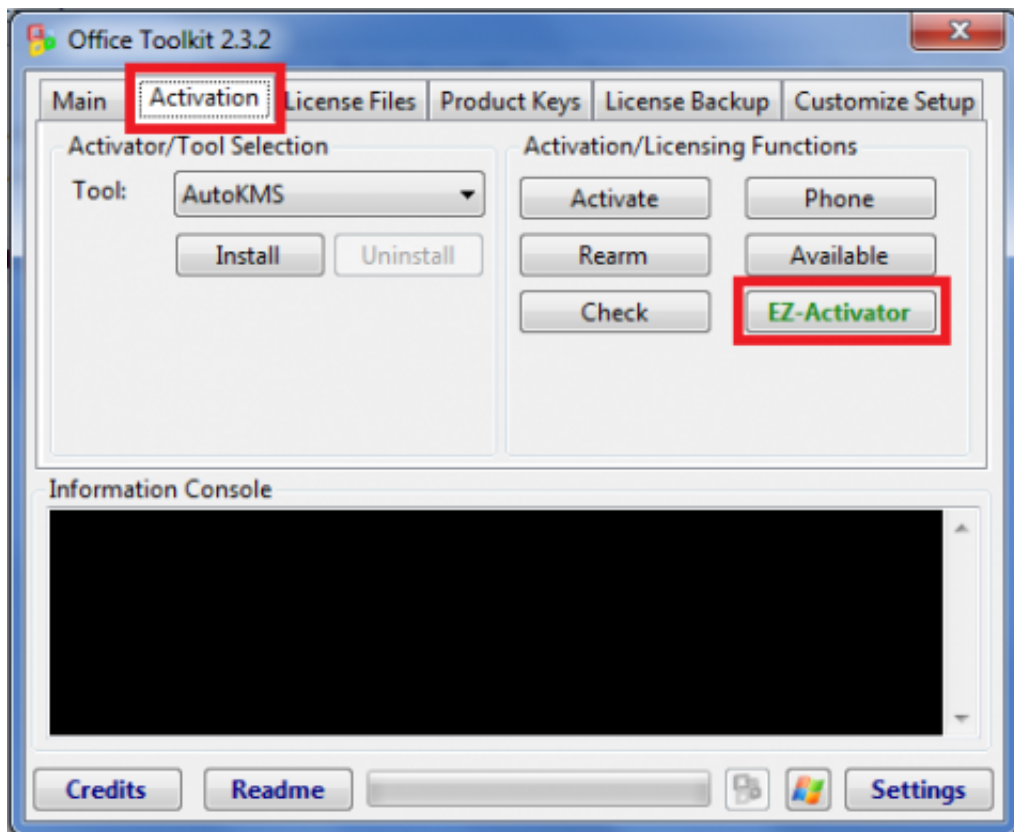 Office Toolkit 2.3.2
Main Activation License Files Product Keys License Backup Customize Setup
Activator/Tool Selection
Tool: AutoKMS
Install Uninstall
Activation/Licensing Functions
Activate Phone
Rearm Available
Check EZ-Activator
Information Console
Credits Readme Settings